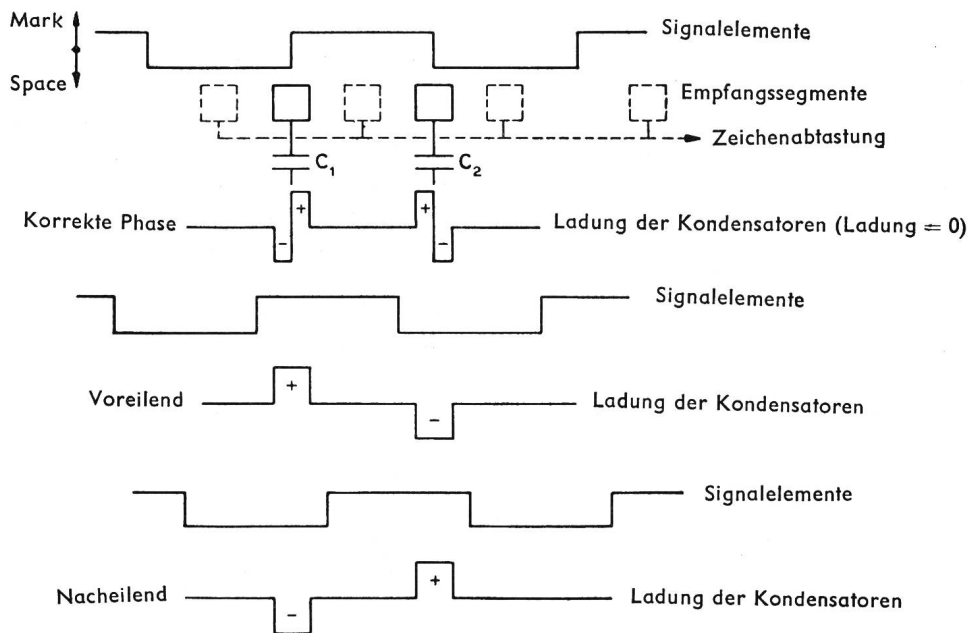 Mark
Signalelemente
Space
Empfangssegmente
Zeichenabtastung
C1
C2
+
+
Korrekte Phase
-
-
Ladung der Kondensatoren (Ladung = 0)
Signalelemente
+
Voreilend
-
Ladung der Kondensatoren
Signalelemente
+
Nacheilend
-
Ladung der Kondensatoren